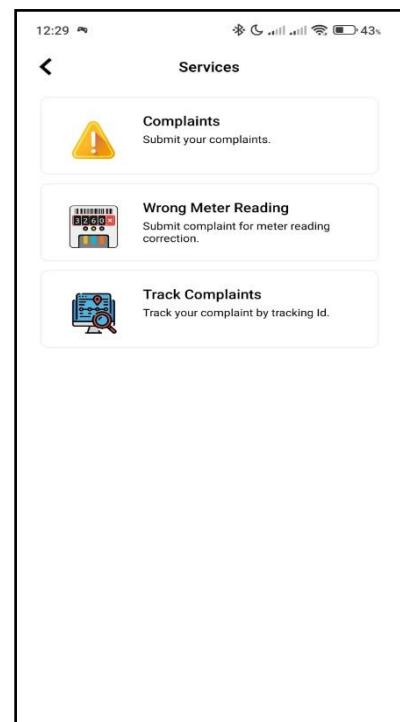 12:29 43%
Services
Complaints
Submit your complaints.
3260
Wrong Meter Reading
Submit complaint for meter reading
correction.
Track Complaints
Track your complaint by tracking Id.